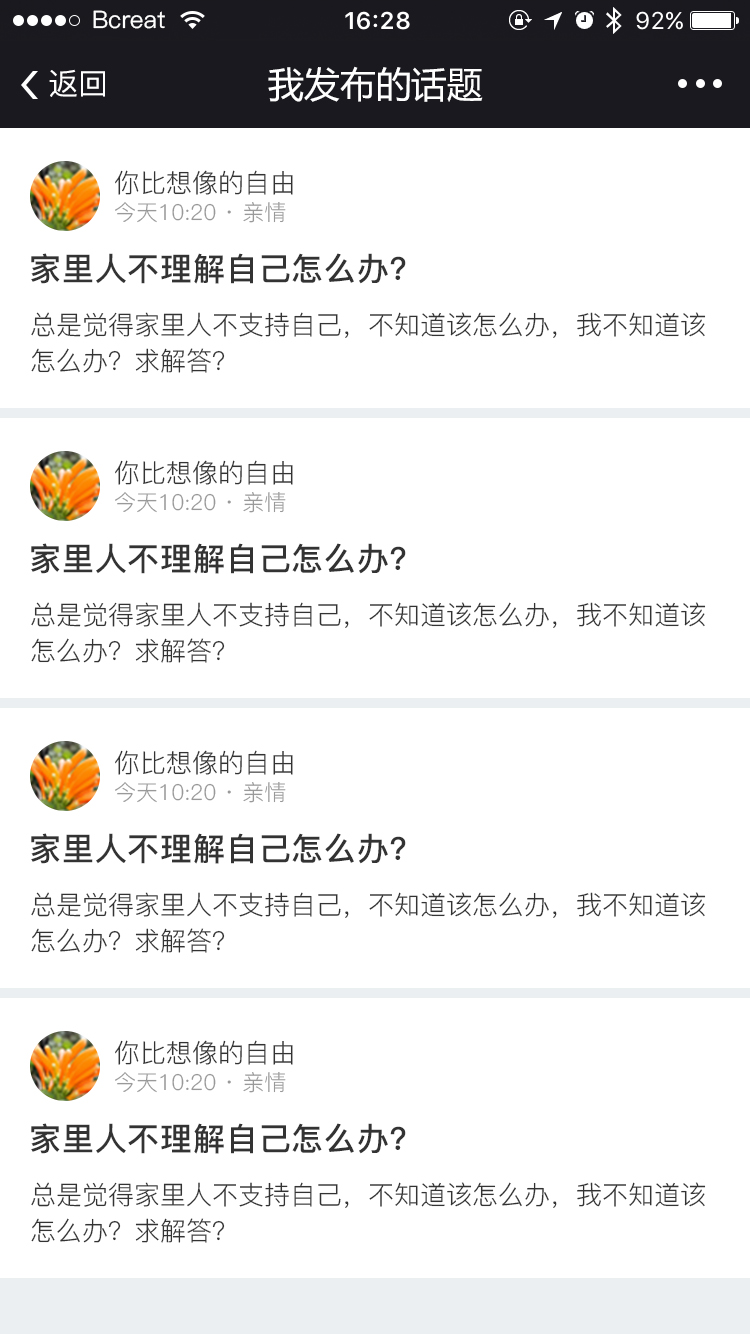 Bcreat 16:28 92%
返回 我发布的话题
你比想像的自由
今天10:20 · 亲情
家里人不理解自己怎么办?
总是觉得家里人不支持自己，不知道该怎么办，我不知道该
怎么办？求解答?
你比想像的自由
今天10:20 · 亲情
家里人不理解自己怎么办?
总是觉得家里人不支持自己，不知道该怎么办，我不知道该
怎么办？求解答?
你比想像的自由
今天10:20 · 亲情
家里人不理解自己怎么办?
总是觉得家里人不支持自己，不知道该怎么办，我不知道该
怎么办？求解答?
你比想像的自由
今天10:20 · 亲情
家里人不理解自己怎么办?
总是觉得家里人不支持自己，不知道该怎么办，我不知道该
怎么办？求解答?